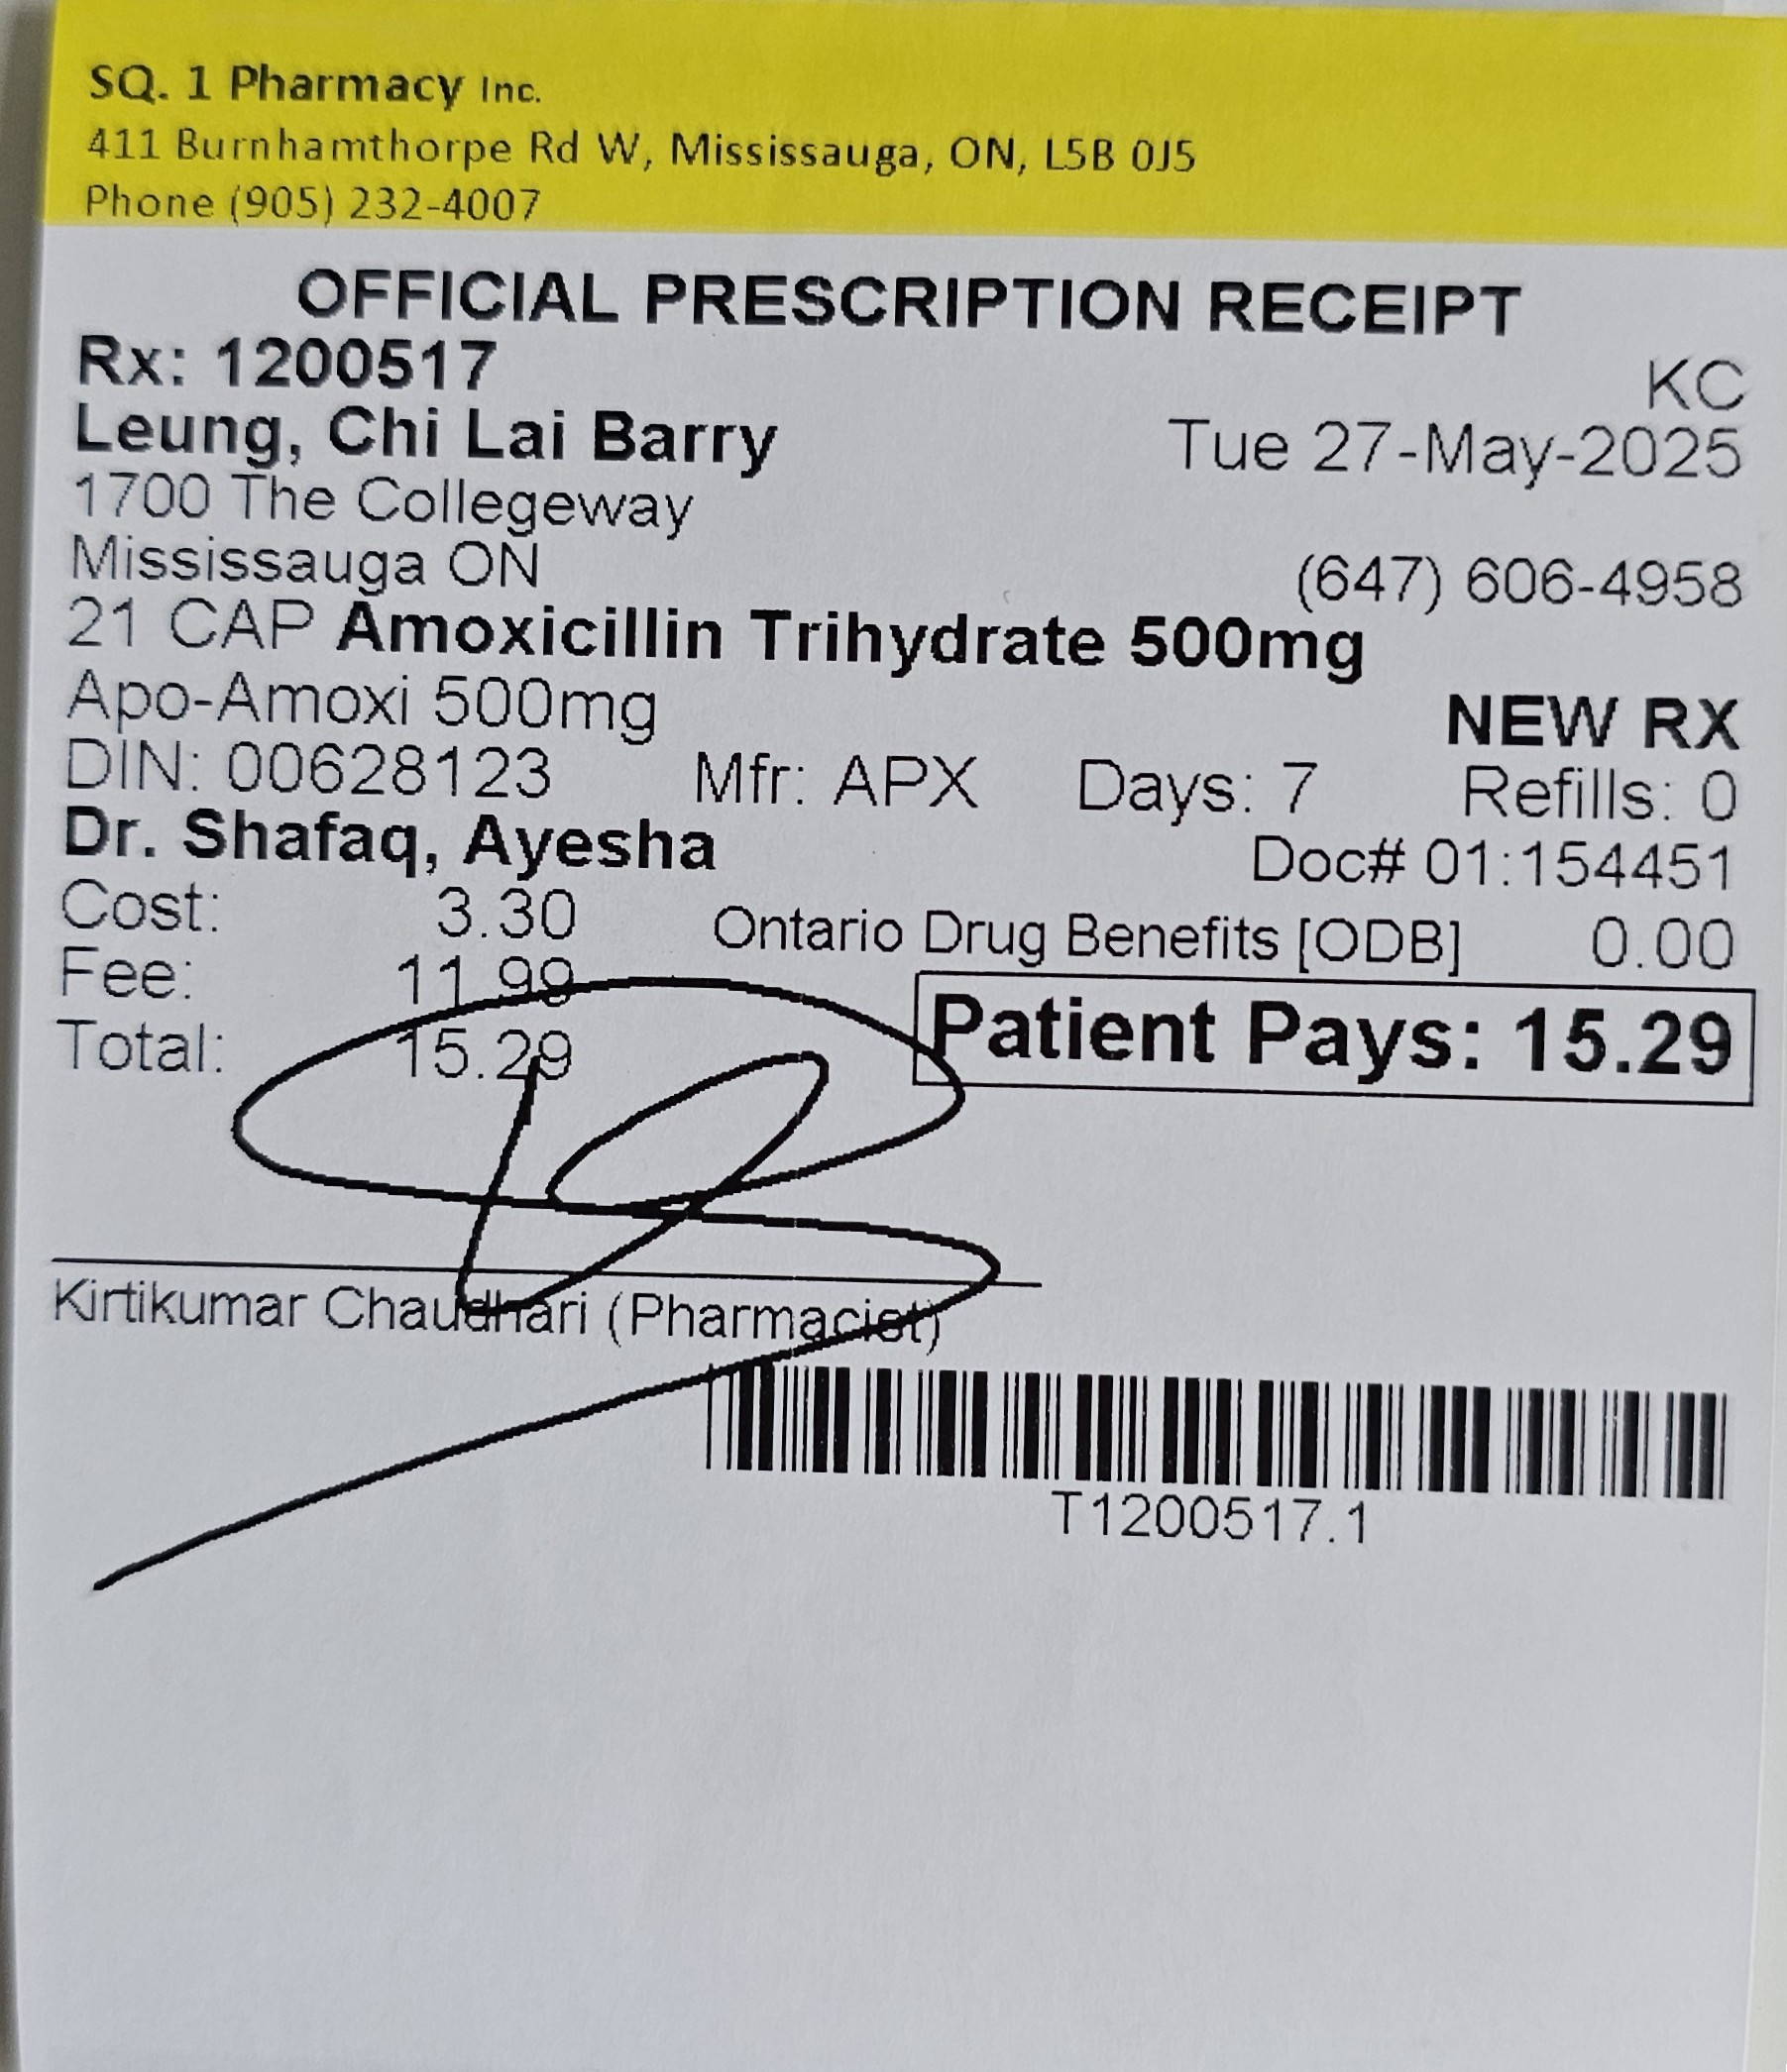 SQ. 1 Pharmacy Inc.
411 Burnhamthorpe Rd W, Mississauga, ON, L5B 0J5
Phone (905) 232-4007
OFFICIAL PRESCRIPTION RECEIPT
Rx: 1200517 KC
Leung, Chi Lai Barry Tue 27-May-2025
1700 The Collegeway
Mississauga ON (647) 606-4958
21 CAP Amoxicillin Trihydrate 500mg
Apo-Amoxi 500mg NEW RX
DIN: 00628123 Mfr: APX Days: 7 Refills: 0
Dr. Shafaq, Ayesha Doc# 01:154451
Cost: 3.30 Ontario Drug Benefits [ODB] 0.00
Fee: 11.99
Total: 15.29 Patient Pays: 15.29
Kirtikumar Chaudhari (Pharmacist)
T1200517.1